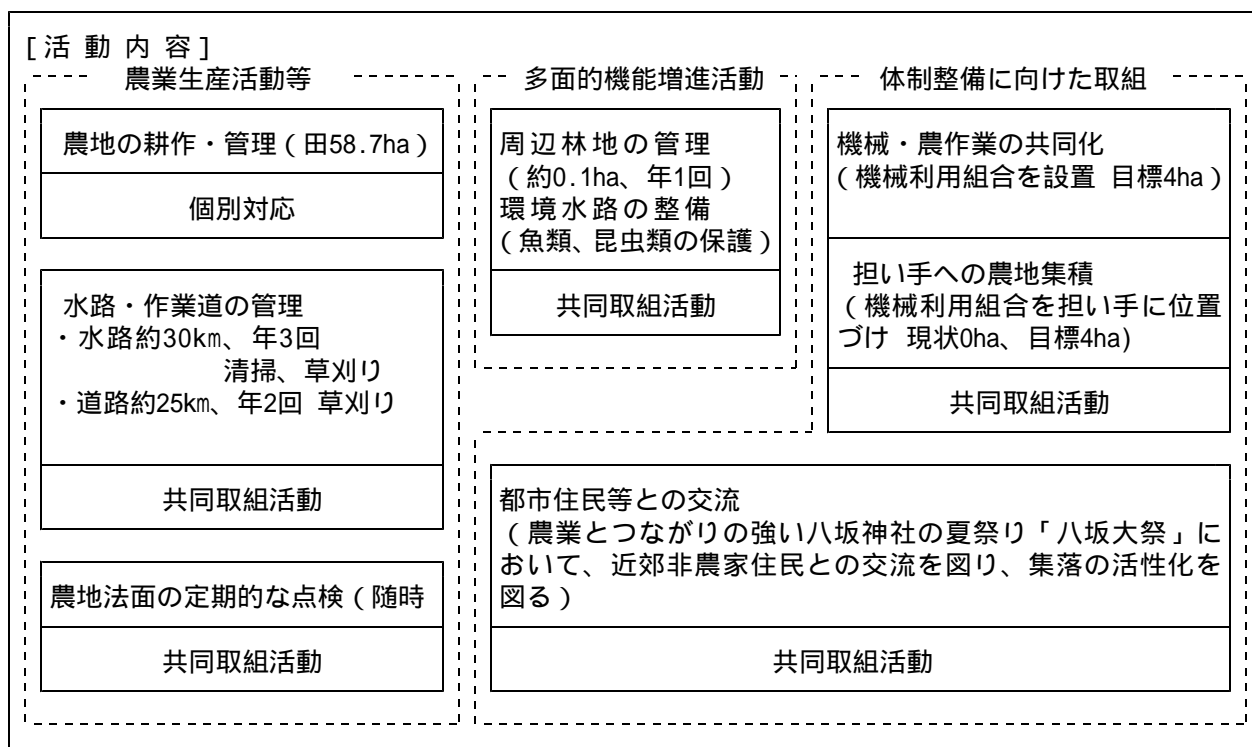 [活 動 内 容]
農業生産活動等
農地の耕作・管理（田58.7ha）
個別対応
水路・作業道の管理
・水路約30km、年3回
清掃、草刈り
・道路約25km、年2回 草刈り
共同取組活動
農地法面の定期的な点検（随時
共同取組活動
多面的機能増進活動
周辺林地の管理
（約0.1ha、年1回）
環境水路の整備
（魚類、昆虫類の保護）
共同取組活動
体制整備に向けた取組
機械・農作業の共同化
（機械利用組合を設置 目標4ha）
担い手への農地集積
（機械利用組合を担い手に位置
づけ 現状0ha、目標4ha)
共同取組活動
都市住民等との交流
（農業とつながりの強い八坂神社の夏祭り「八坂大祭」に
おいて、近郊非農家住民との交流を図り、集落の活性化を
図る）
共同取組活動